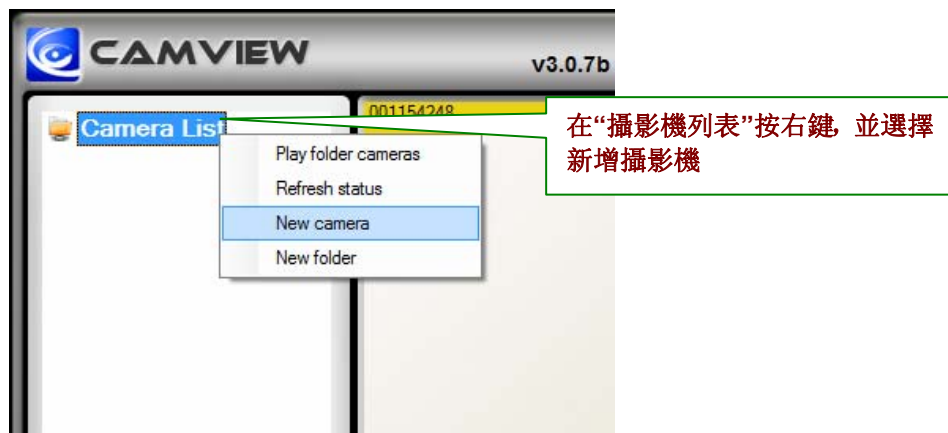 CAMVIEW
v3.0.7b
Camera List
001154248
Play folder cameras
Refresh status
New camera
New folder
在“攝影機列表”按右鍵, 並選擇
新增攝影機